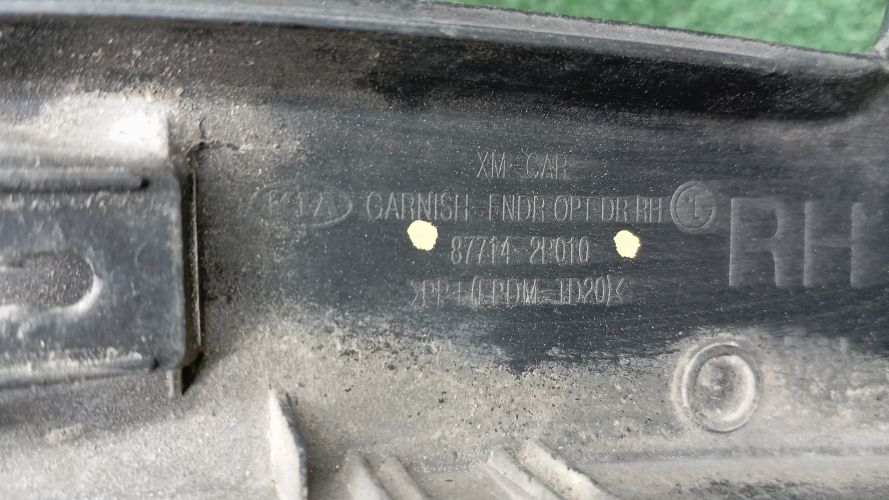 XM-CAR
KIA GARNISH-FNDR OPT DR RH
RH
87714-2P010
>PP+(EPDM-TD20)<